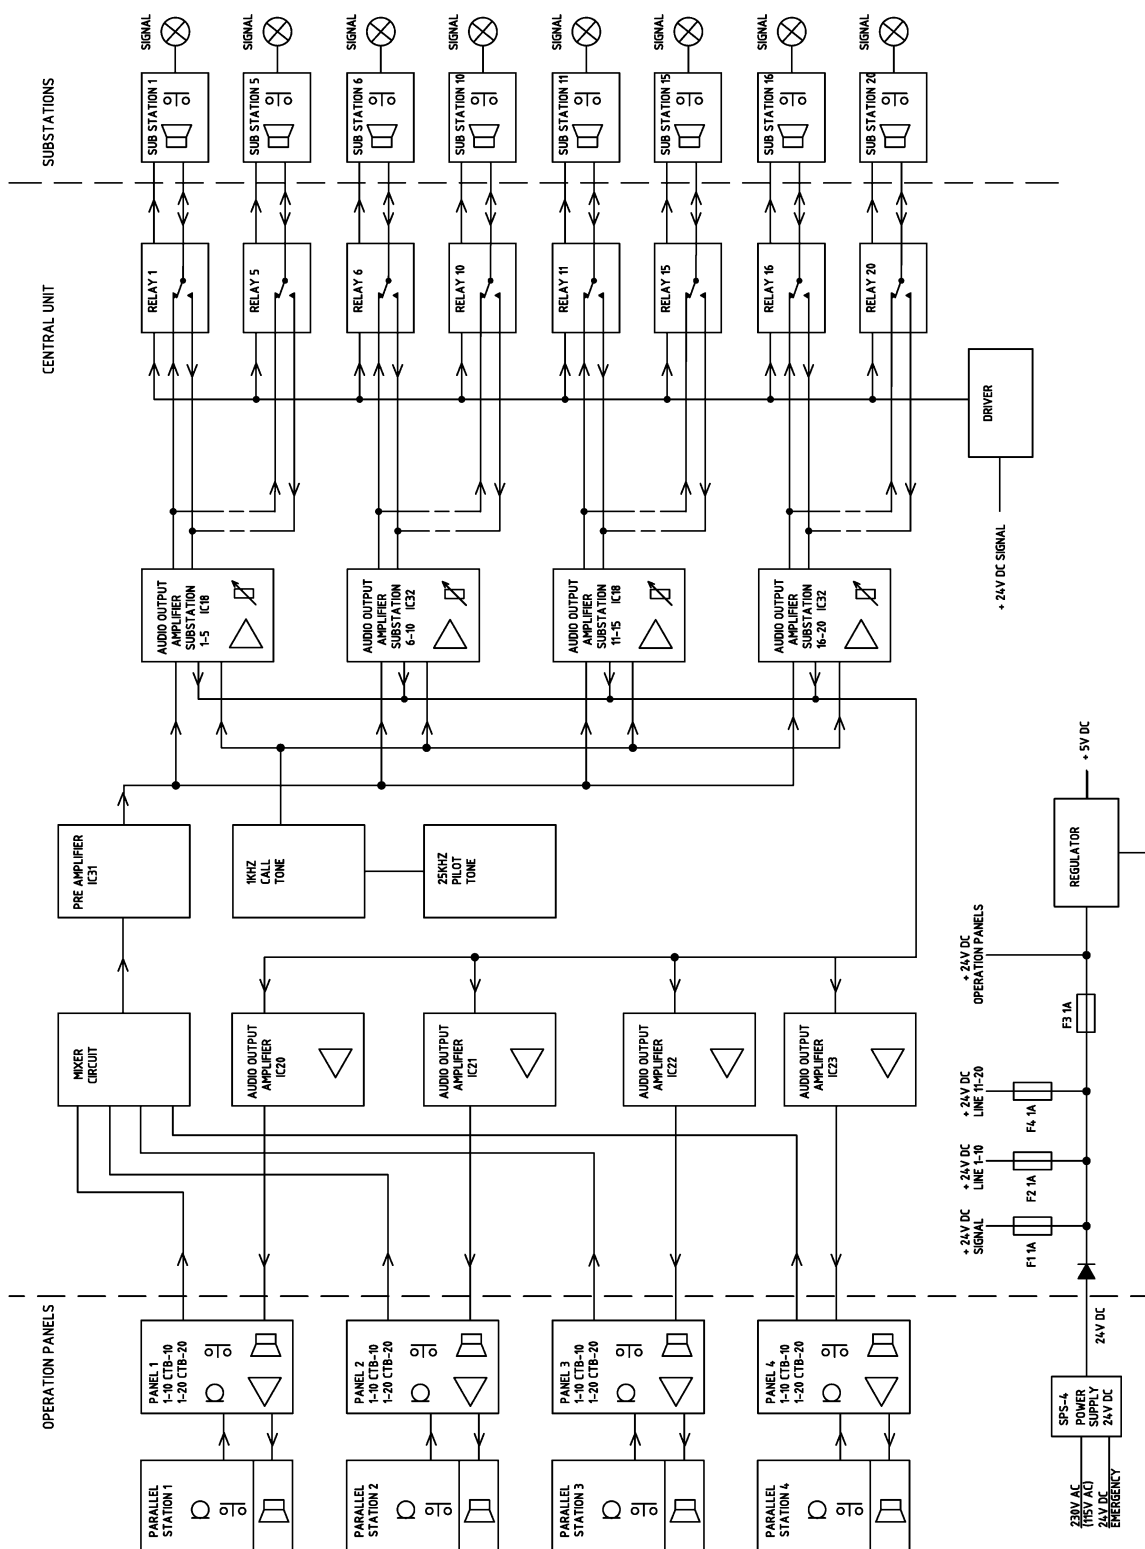 SUBSTATIONS
SIGNAL
SIGNAL
SIGNAL
SIGNAL
SIGNAL
SIGNAL
SIGNAL
SIGNAL
SUB STATION 1
SUB STATION 5
SUB STATION 6
SUB STATION 10
SUB STATION 11
SUB STATION 15
SUB STATION 16
SUB STATION 20
CENTRAL UNIT
RELAY 1
RELAY 5
RELAY 6
RELAY 10
RELAY 11
RELAY 15
RELAY 16
RELAY 20
DRIVER
+ 24V DC SIGNAL
AUDIO OUTPUT
AMPLIFIER
SUBSTATION
1-5 IC18
AUDIO OUTPUT
AMPLIFIER
SUBSTATION
6-10 IC32
AUDIO OUTPUT
AMPLIFIER
SUBSTATION
11-15 IC18
AUDIO OUTPUT
AMPLIFIER
SUBSTATION
16-20 IC32
PRE AMPLIFIER
IC31
1KHZ
CALL
TONE
25KHZ
PILOT
TONE
+ 5V DC
REGULATOR
+ 24V DC
OPERATION PANELS
F3 1A
MIXER
CIRCUIT
AUDIO OUTPUT
AMPLIFIER
IC20
AUDIO OUTPUT
AMPLIFIER
IC21
AUDIO OUTPUT
AMPLIFIER
IC22
AUDIO OUTPUT
AMPLIFIER
IC23
+ 24V DC
LINE 11-20
F4 1A
+ 24V DC
LINE 1-10
F2 1A
+ 24V DC
SIGNAL
F1 1A
OPERATION PANELS
PANEL 1
1-10 CTB-10
1-20 CTB-20
PANEL 2
1-10 CTB-10
1-20 CTB-20
PANEL 3
1-10 CTB-10
1-20 CTB-20
PANEL 4
1-10 CTB-10
1-20 CTB-20
24V DC
PARALLEL
STATION 1
PARALLEL
STATION 2
PARALLEL
STATION 3
PARALLEL
STATION 4
SPS-4
POWER
SUPPLY
24V DC
230V AC
(115V AC)
24V DC
EMERGENCY